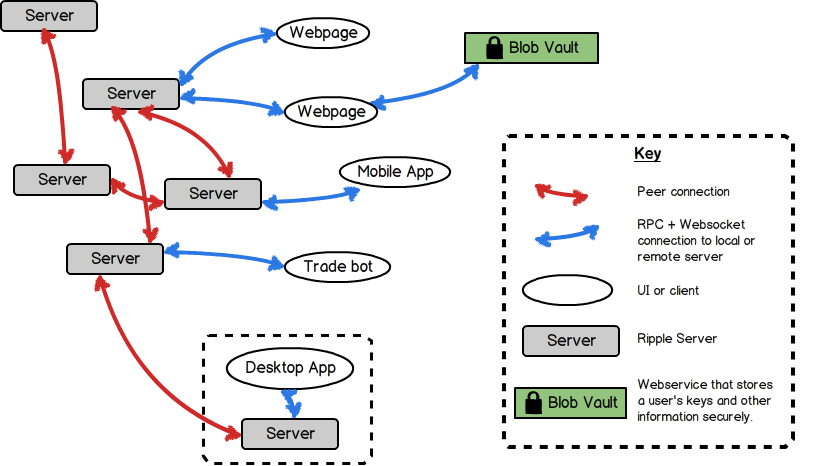 Server
Webpage
Blob Vault
Server
Webpage
Server
Server
Mobile App
Server
Trade bot
Desktop App
Server
Key
Peer connection
RPC + Websocket
connection to local or
remote server
UI or client
Server
Ripple Server
Blob Vault
Webservice that stores
a user's keys and other
information securely.